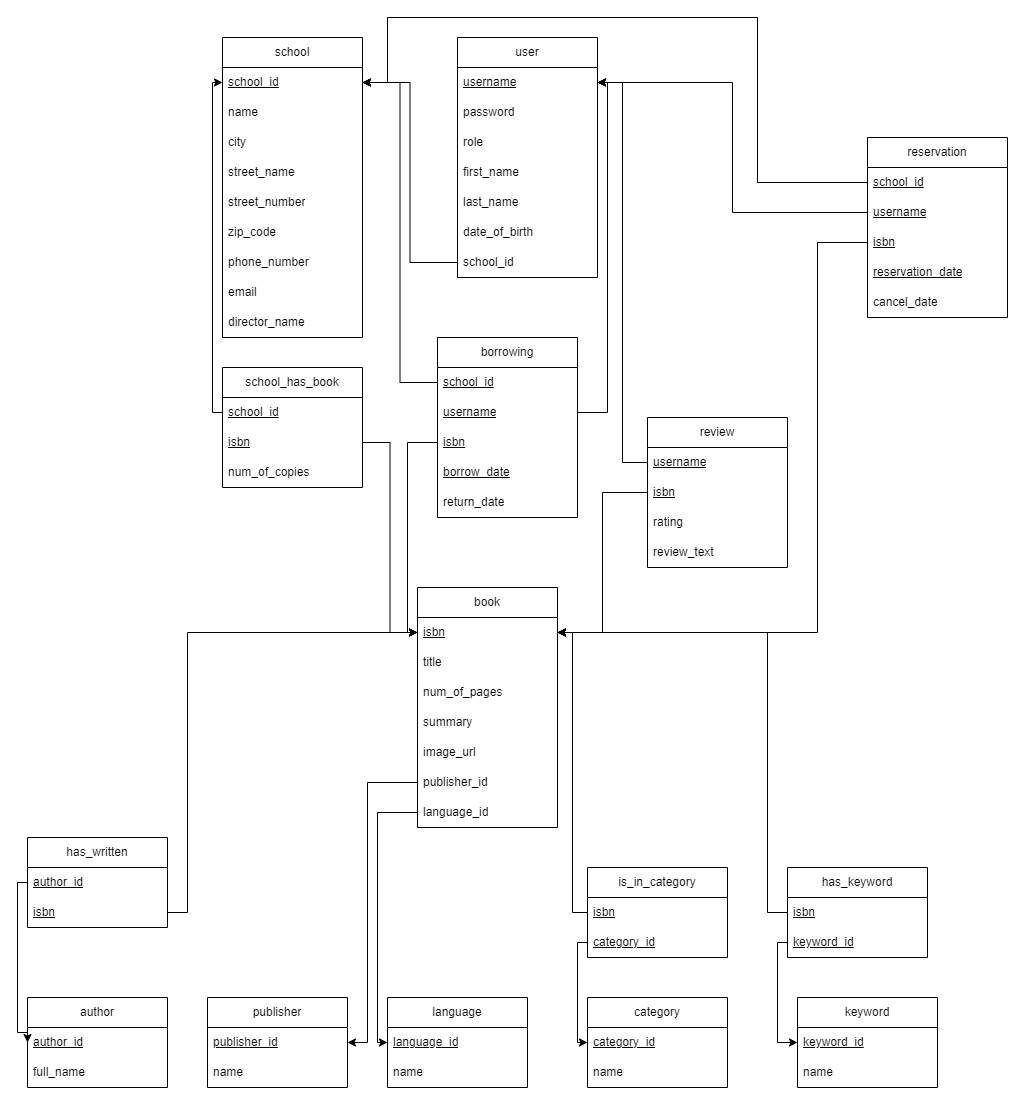 school
school_id
name
city
street_name
street_number
zip_code
phone_number
email
director_name
user
username
password
role
first_name
last_name
date_of_birth
school_id
reservation
school_id
username
isbn
reservation_date
cancel_date
school_has_book
school_id
isbn
num_of_copies
borrowing
school_id
username
isbn
borrow_date
return_date
review
username
isbn
rating
review_text
book
isbn
title
num_of_pages
summary
image_url
publisher_id
language_id
has_written
author_id
isbn
is_in_category
isbn
category_id
has_keyword
isbn
keyword_id
author
author_id
full_name
publisher
publisher_id
name
language
language_id
name
category
category_id
name
keyword
keyword_id
name